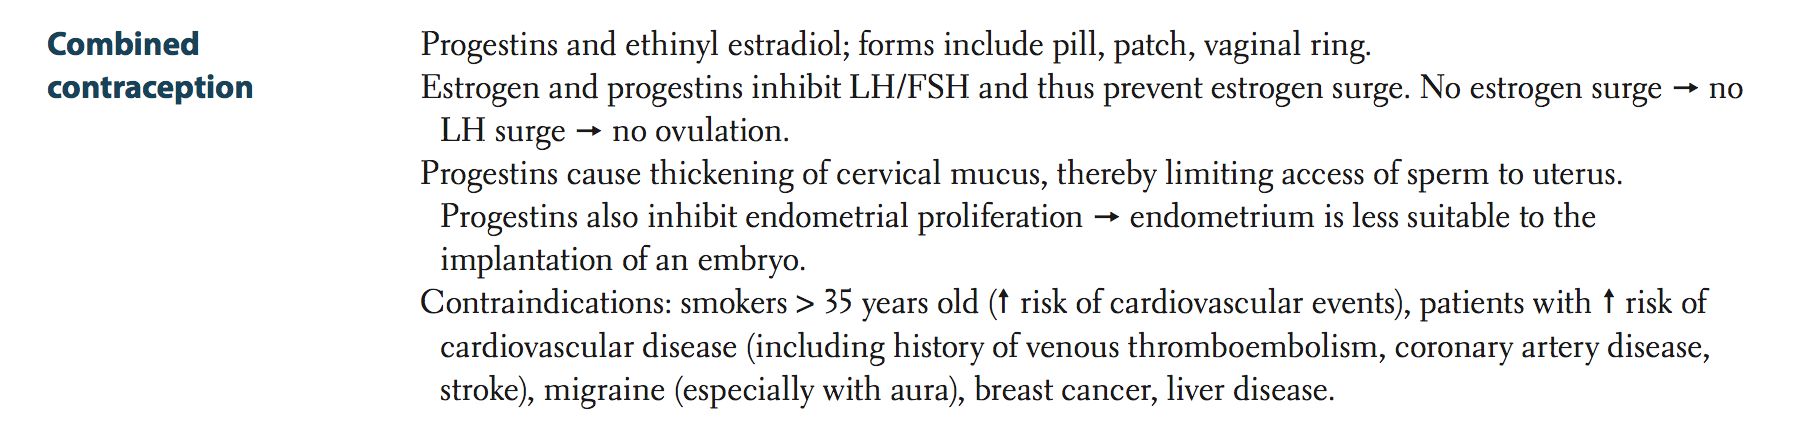 Combined
contraception
Progestins and ethinyl estradiol; forms include pill, patch, vaginal ring.
Estrogen and progestins inhibit LH/FSH and thus prevent estrogen surge. No estrogen surge → no
LH surge → no ovulation.
Progestins cause thickening of cervical mucus, thereby limiting access of sperm to uterus.
Progestins also inhibit endometrial proliferation → endometrium is less suitable to the
implantation of an embryo.
Contraindications: smokers > 35 years old (↑ risk of cardiovascular events), patients with ↑ risk of
cardiovascular disease (including history of venous thromboembolism, coronary artery disease,
stroke), migraine (especially with aura), breast cancer, liver disease.